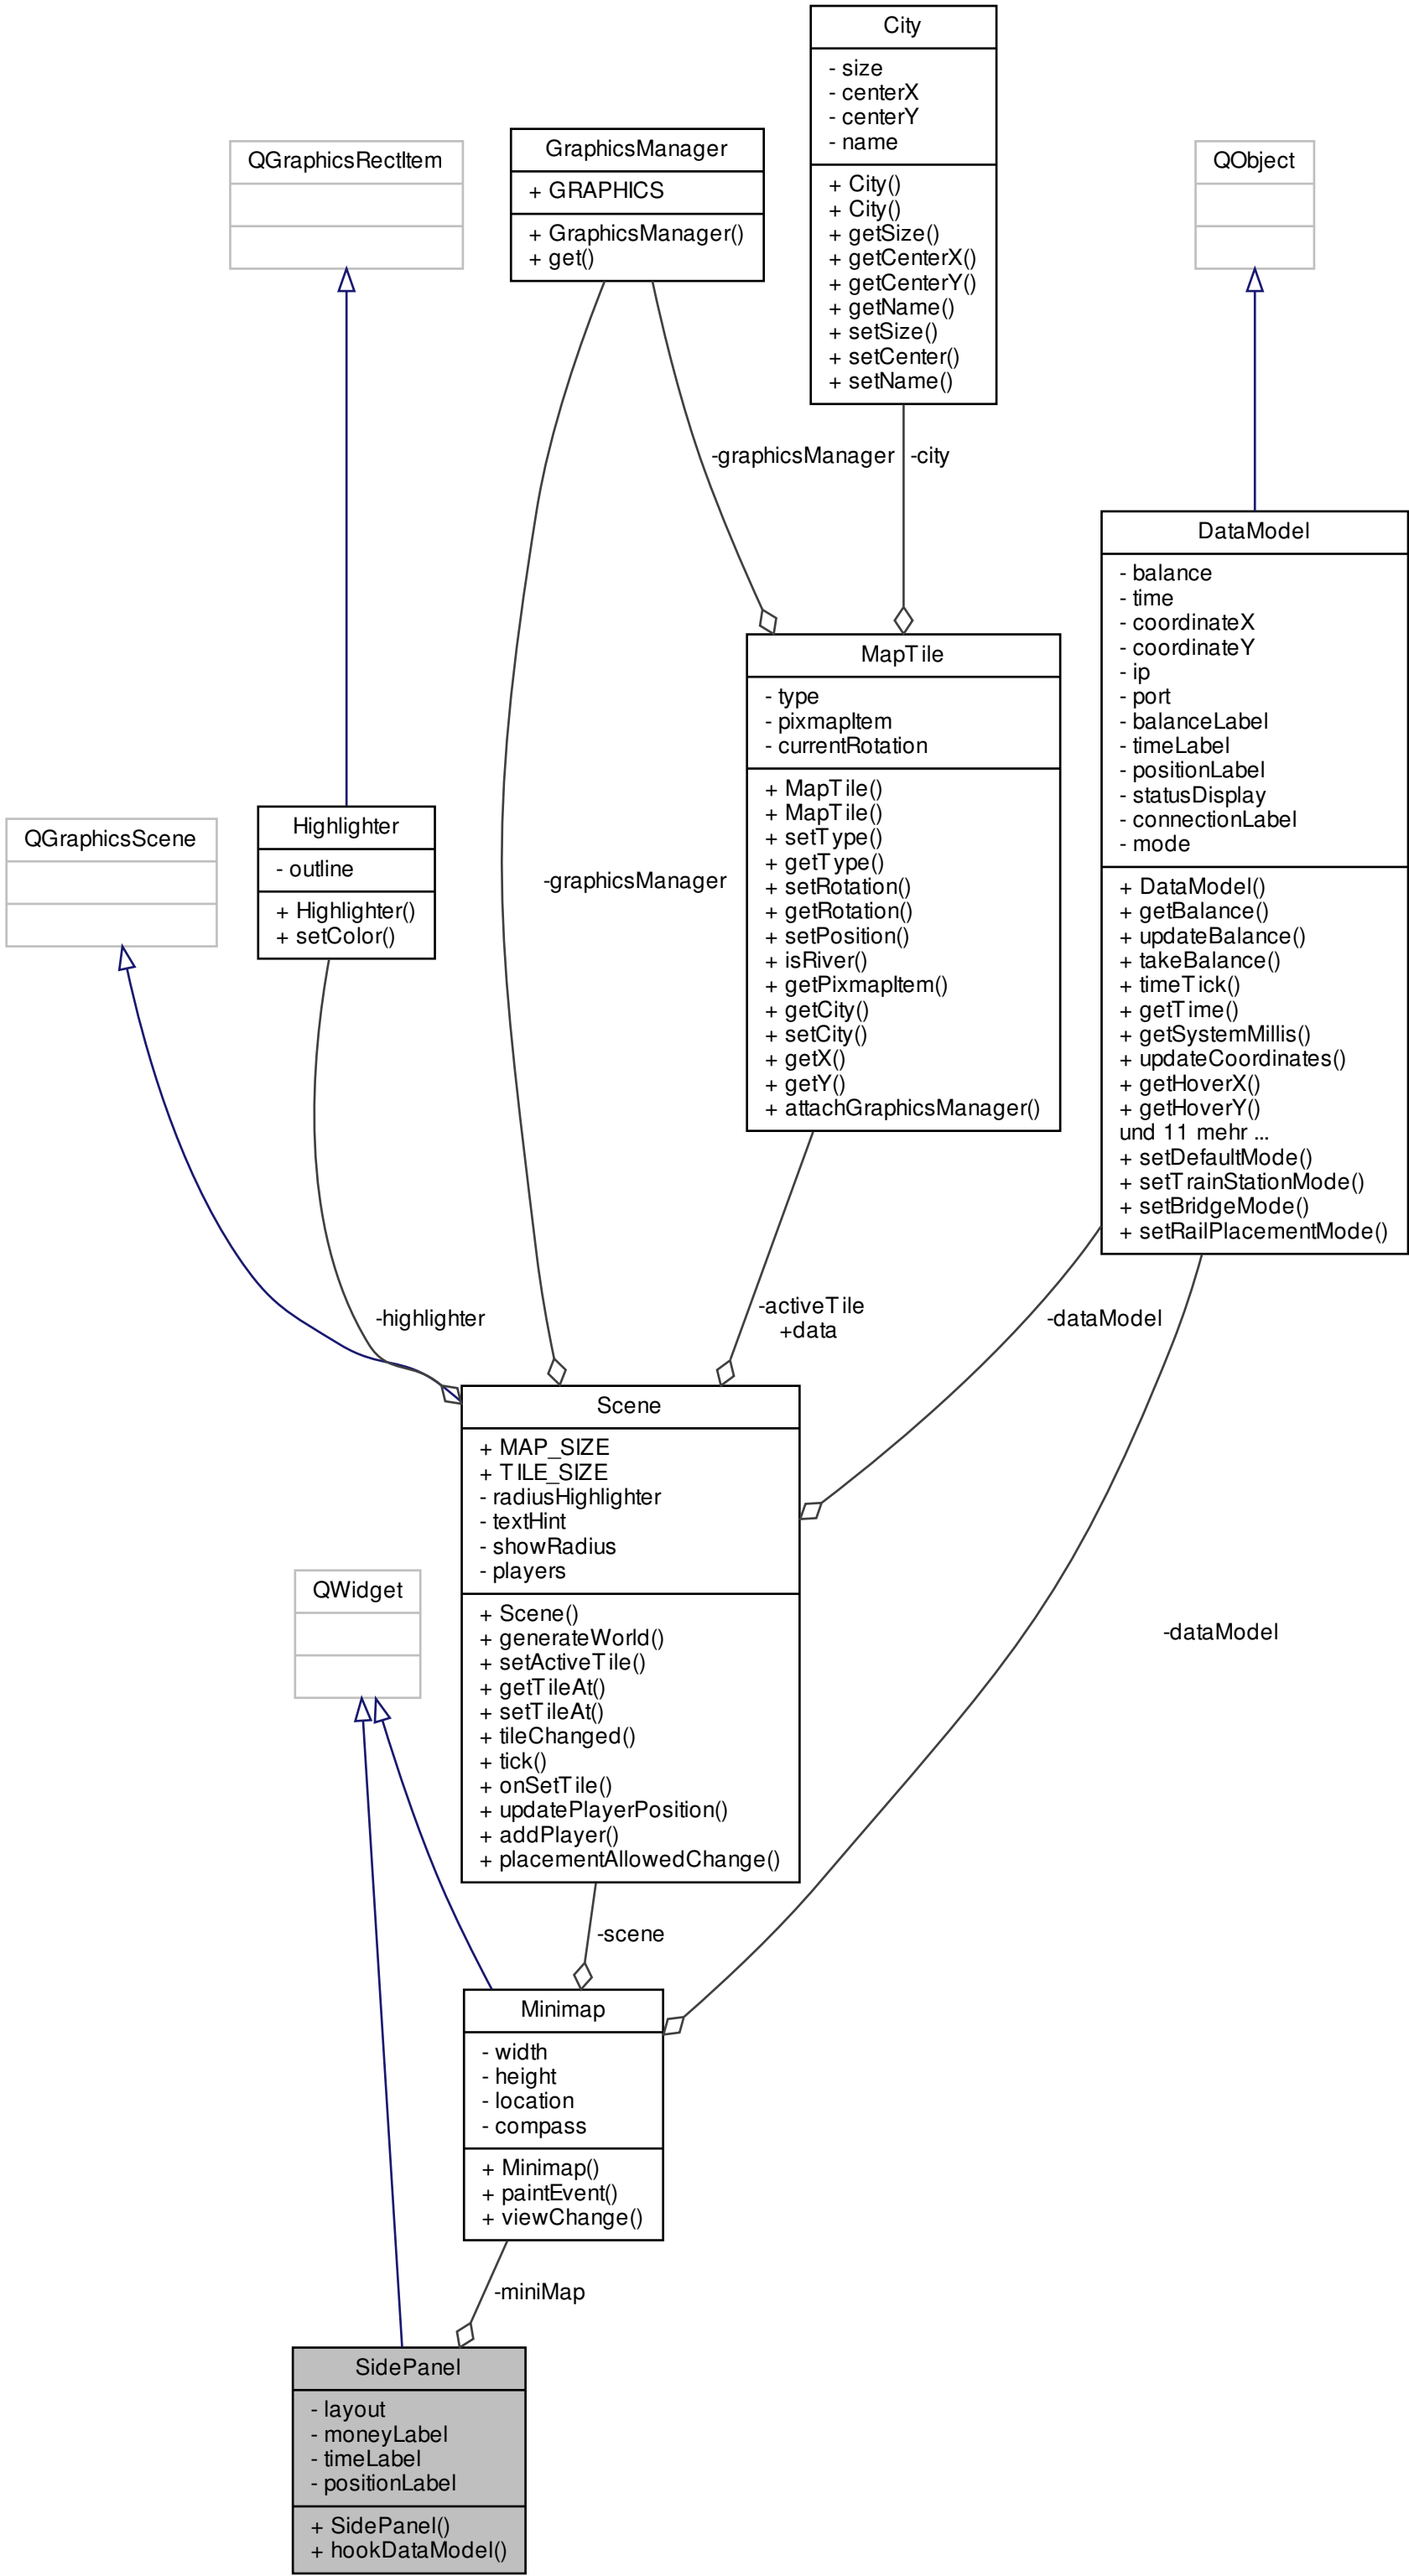 City
- size
- centerX
- centerY
- name
+ City()
+ City()
+ getSize()
+ getCenterX()
+ getCenterY()
+ getName()
+ setSize()
+ setCenter()
+ setName()
GraphicsManager
+ GRAPHICS
+ GraphicsManager()
+ get()
QGraphicsRectItem
QObject
-graphicsManager
-city
DataModel
- balance
- time
- coordinateX
- coordinateY
- ip
- port
- balanceLabel
- timeLabel
- positionLabel
- statusDisplay
- connectionLabel
- mode
+ DataModel()
+ getBalance()
+ updateBalance()
+ takeBalance()
+ timeTick()
+ getTime()
+ getSystemMillis()
+ updateCoordinates()
+ getHoverX()
+ getHoverY()
und 11 mehr ...
+ setDefaultMode()
+ setTrainStationMode()
+ setBridgeMode()
+ setRailPlacementMode()
MapTile
- type
- pixmapItem
- currentRotation
+ MapTile()
+ MapTile()
+ setType()
+ getType()
+ setRotation()
+ getRotation()
+ setPosition()
+ isRiver()
+ getPixmapItem()
+ getCity()
+ setCity()
+ getX()
+ getY()
+ attachGraphicsManager()
QGraphicsScene
Highlighter
- outline
+ Highlighter()
+ setColor()
-graphicsManager
-highlighter
-activeTile
+data
-dataModel
Scene
+ MAP_SIZE
+ TILE_SIZE
- radiusHighlighter
- textHint
- showRadius
- players
+ Scene()
+ generateWorld()
+ setActiveTile()
+ getTileAt()
+ setTileAt()
+ tileChanged()
+ tick()
+ onSetTile()
+ updatePlayerPosition()
+ addPlayer()
+ placementAllowedChange()
QWidget
-dataModel
-scene
Minimap
- width
- height
- location
- compass
+ Minimap()
+ paintEvent()
+ viewChange()
-miniMap
SidePanel
- layout
- moneyLabel
- timeLabel
- positionLabel
+ SidePanel()
+ hookDataModel()